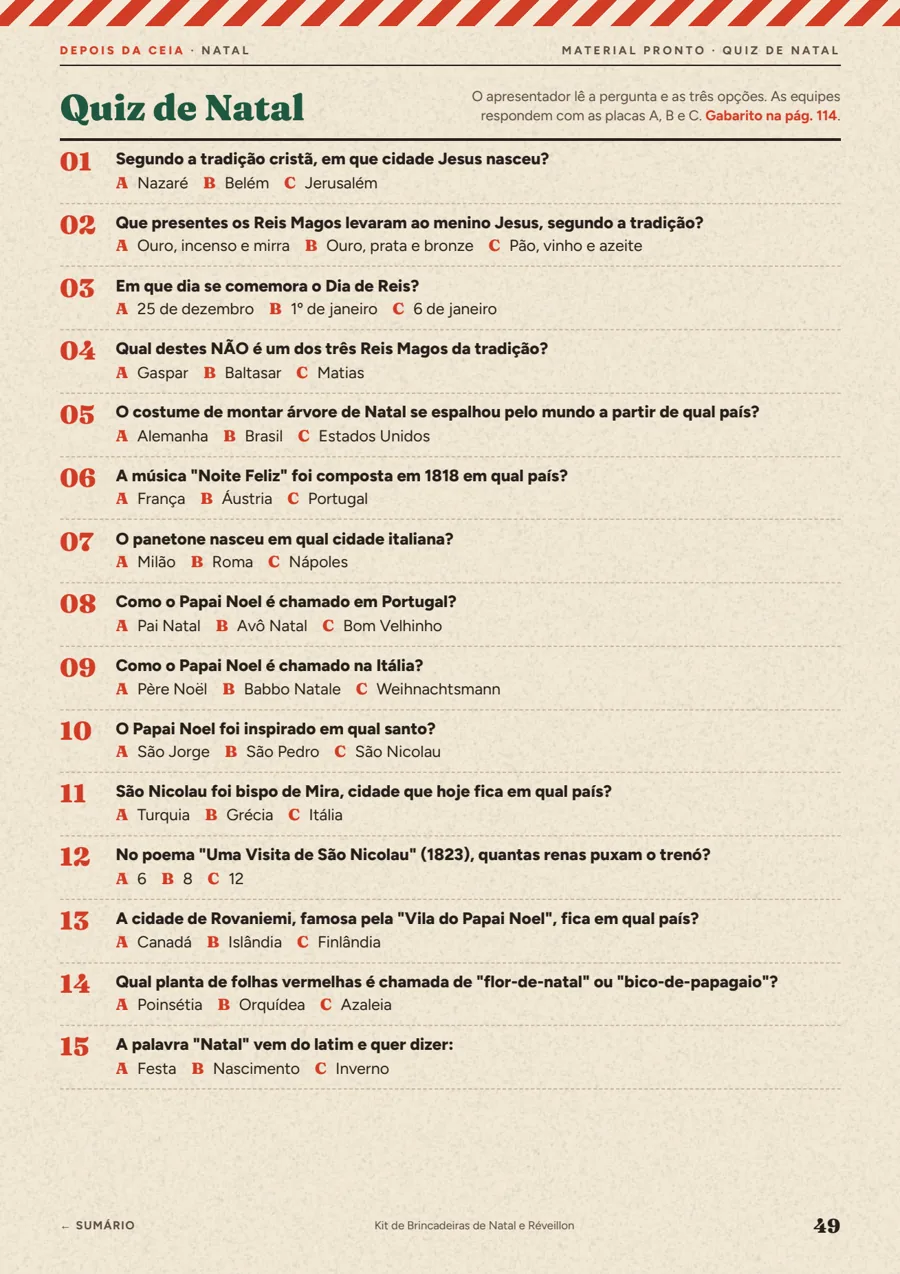 DEPOIS DA CEIA · NATAL
MATERIAL PRONTO · QUIZ DE NATAL
Quiz de Natal
O apresentador lê a pergunta e as três opções. As equipes
respondem com as placas A, B e C. Gabarito na pág. 114.
01 Segundo a tradição cristã, em que cidade Jesus nasceu?
A Nazaré B Belém C Jerusalém
02 Que presentes os Reis Magos levaram ao menino Jesus, segundo a tradição?
A Ouro, incenso e mirra B Ouro, prata e bronze C Pão, vinho e azeite
03 Em que dia se comemora o Dia de Reis?
A 25 de dezembro B 1º de janeiro C 6 de janeiro
04 Qual destes NÃO é um dos três Reis Magos da tradição?
A Gaspar B Baltasar C Matias
05 O costume de montar árvore de Natal se espalhou pelo mundo a partir de qual país?
A Alemanha B Brasil C Estados Unidos
06 A música "Noite Feliz" foi composta em 1818 em qual país?
A França B Áustria C Portugal
07 O panetone nasceu em qual cidade italiana?
A Milão B Roma C Nápoles
08 Como o Papai Noel é chamado em Portugal?
A Pai Natal B Avô Natal C Bom Velhinho
09 Como o Papai Noel é chamado na Itália?
A Père Noël B Babbo Natale C Weihnachtsmann
10 O Papai Noel foi inspirado em qual santo?
A São Jorge B São Pedro C São Nicolau
11 São Nicolau foi bispo de Mira, cidade que hoje fica em qual país?
A Turquia B Grécia C Itália
12 No poema "Uma Visita de São Nicolau" (1823), quantas renas puxam o trenó?
A 6 B 8 C 12
13 A cidade de Rovaniemi, famosa pela "Vila do Papai Noel", fica em qual país?
A Canadá B Islândia C Finlândia
14 Qual planta de folhas vermelhas é chamada de "flor-de-natal" ou "bico-de-papagaio"?
A Poinsétia B Orquídea C Azaleia
15 A palavra "Natal" vem do latim e quer dizer:
A Festa B Nascimento C Inverno
← SUMÁRIO
Kit de Brincadeiras de Natal e Réveillon
49